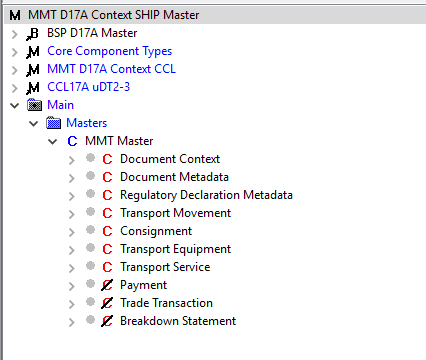 M MMT D17A Context SHIP Master
B BSP D17A Master
M Core Component Types
M MMT D17A Context CCL
M CCL17A uDT2-3
Main
Masters
C MMT Master
C Document Context
C Document Metadata
C Regulatory Declaration Metadata
C Transport Movement
C Consignment
C Transport Equipment
C Transport Service
C Payment
C Trade Transaction
C Breakdown Statement